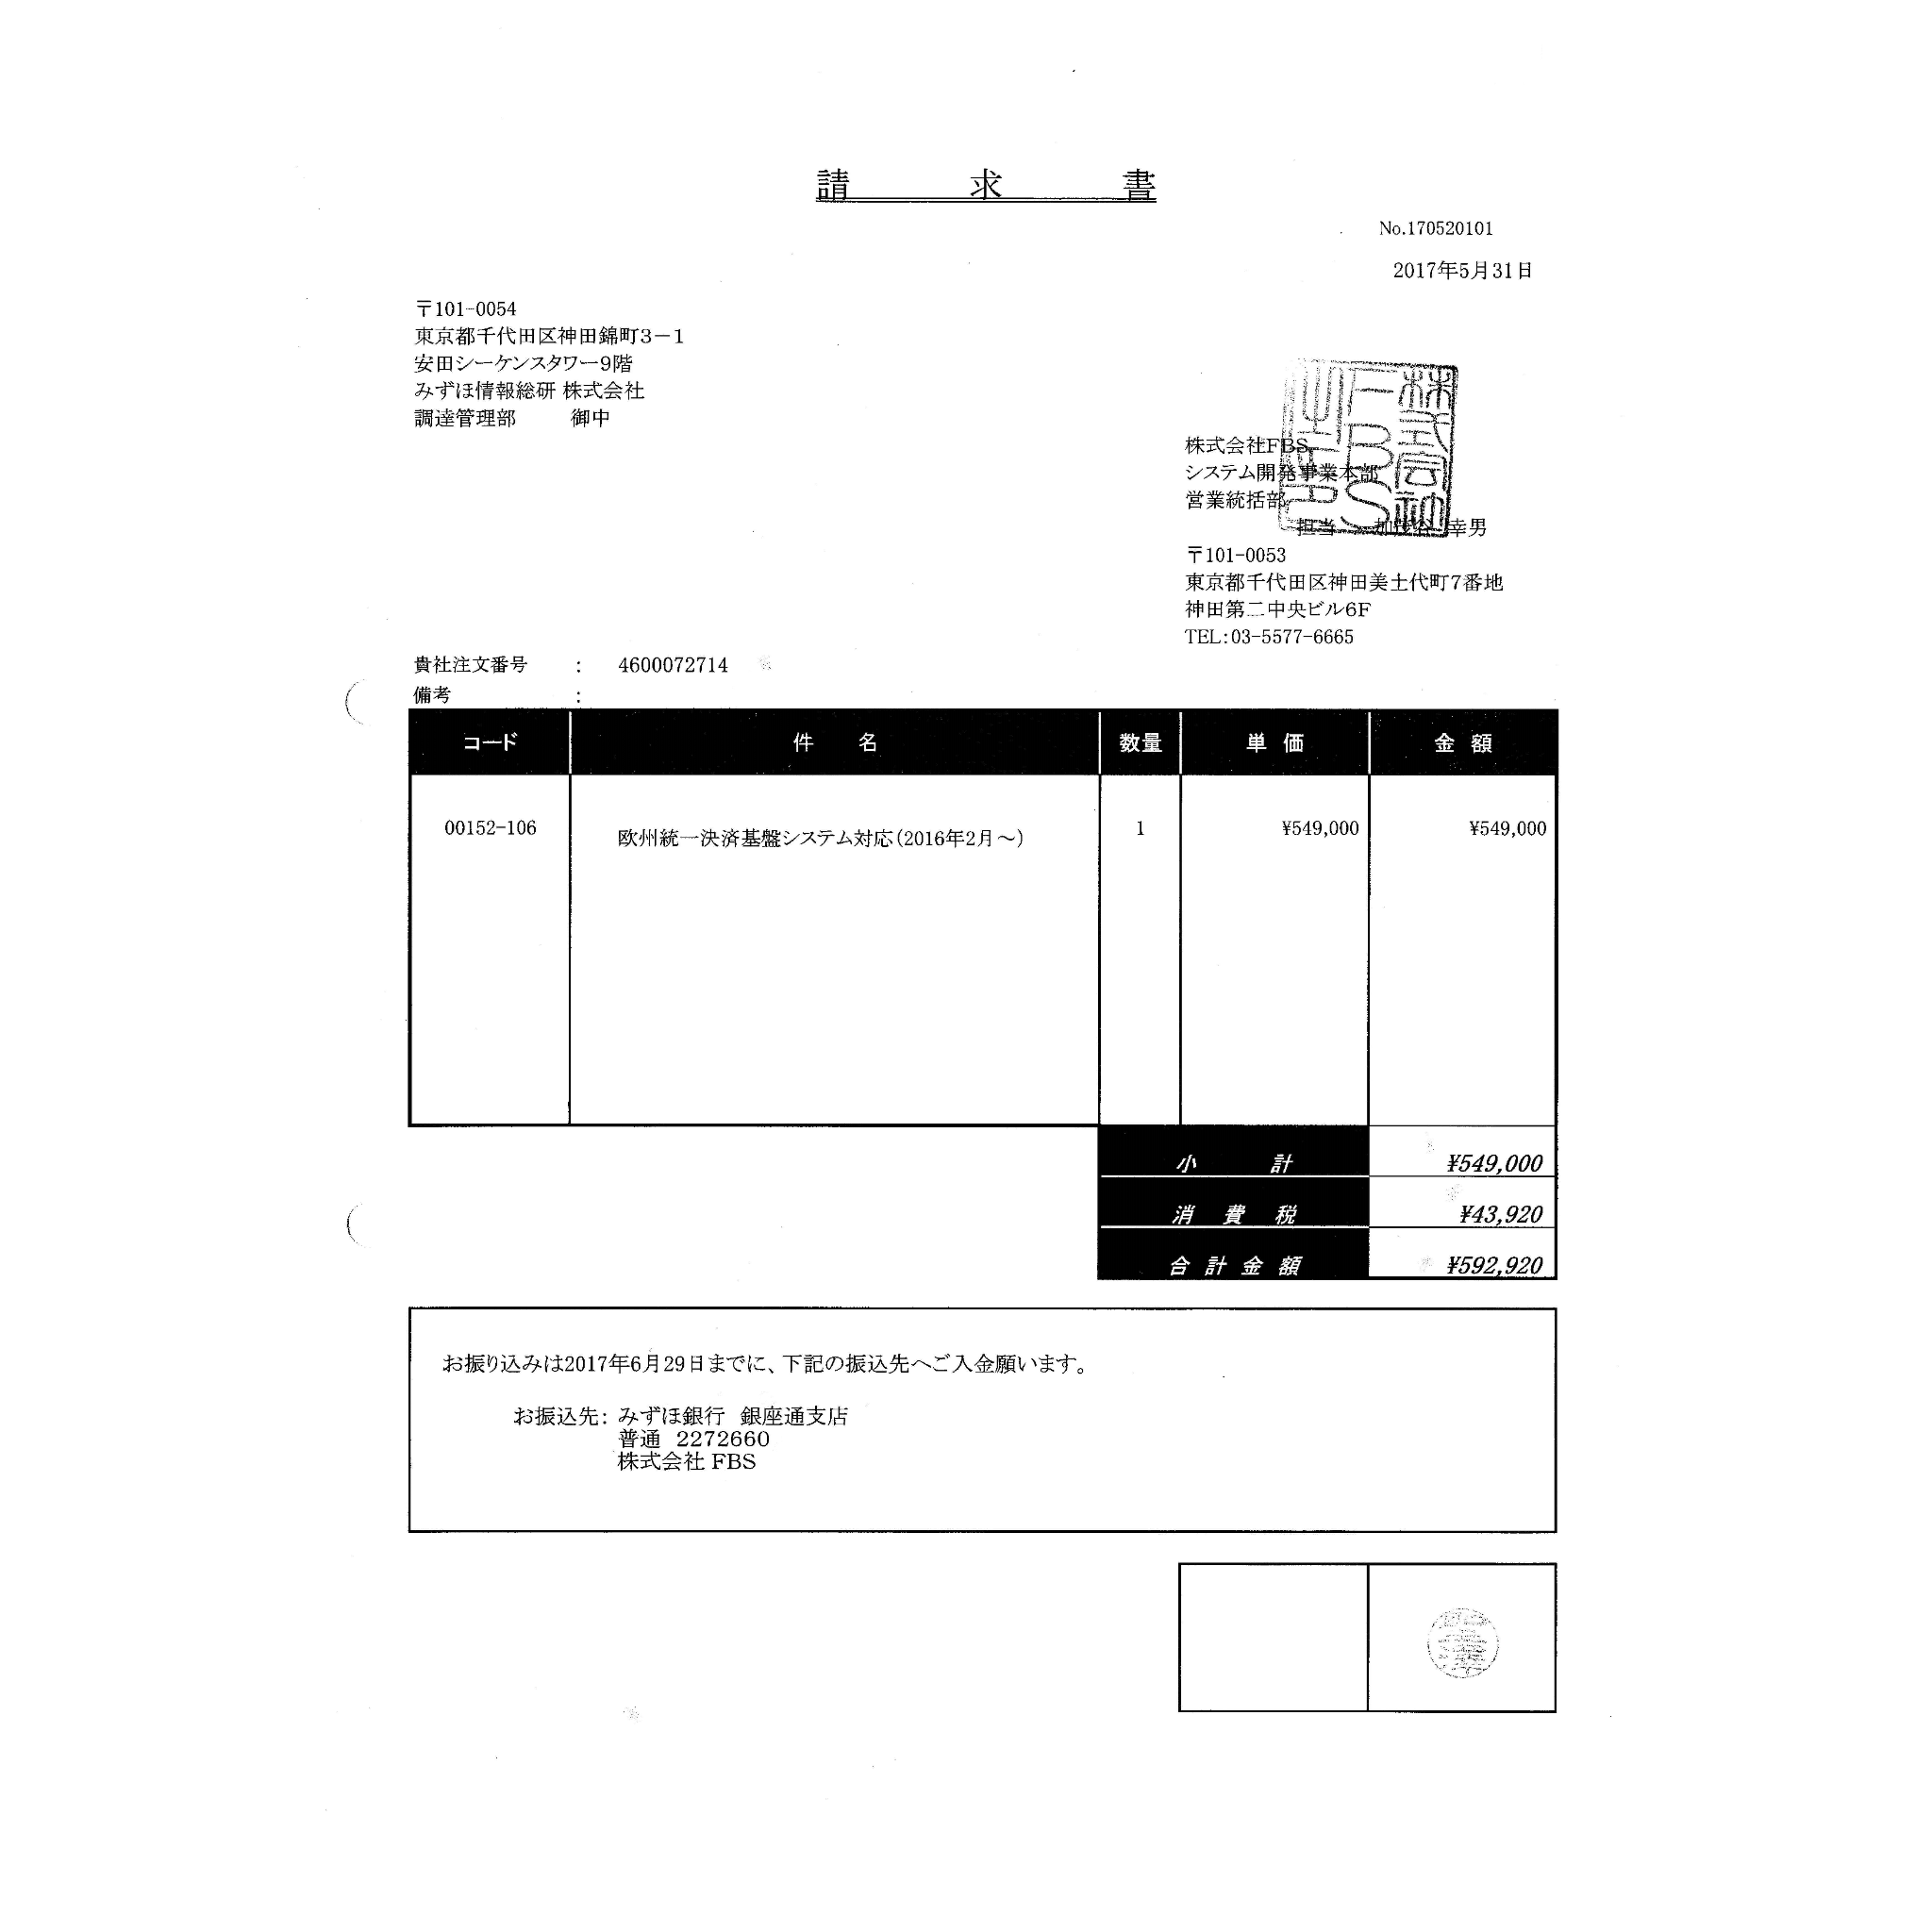 請求書
No.170520101
2017年5月31日
〒101-0054
東京都千代田区神田錦町3－1
安田シーケンスタワー9階
みずほ情報総研 株式会社
調達管理部 御中
株式会社FBS
システム開発事業本部
営業統括部
担当 加茂谷 幸男
〒101-0053
東京都千代田区神田美土代町7番地
神田第二中央ビル6F
TEL:03-5577-6665
貴社注文番号 : 4600072714
備考 :
コード 件名 数量 単価 金額
00152-106 欧州統一決済基盤システム対応(2016年2月～) 1 ¥549,000 ¥549,000
小計 ¥549,000
消費税 ¥43,920
合計金額 ¥592,920
お振り込みは2017年6月29日までに、下記の振込先へご入金願います。
お振込先: みずほ銀行 銀座通支店
普通 2272660
株式会社 FBS